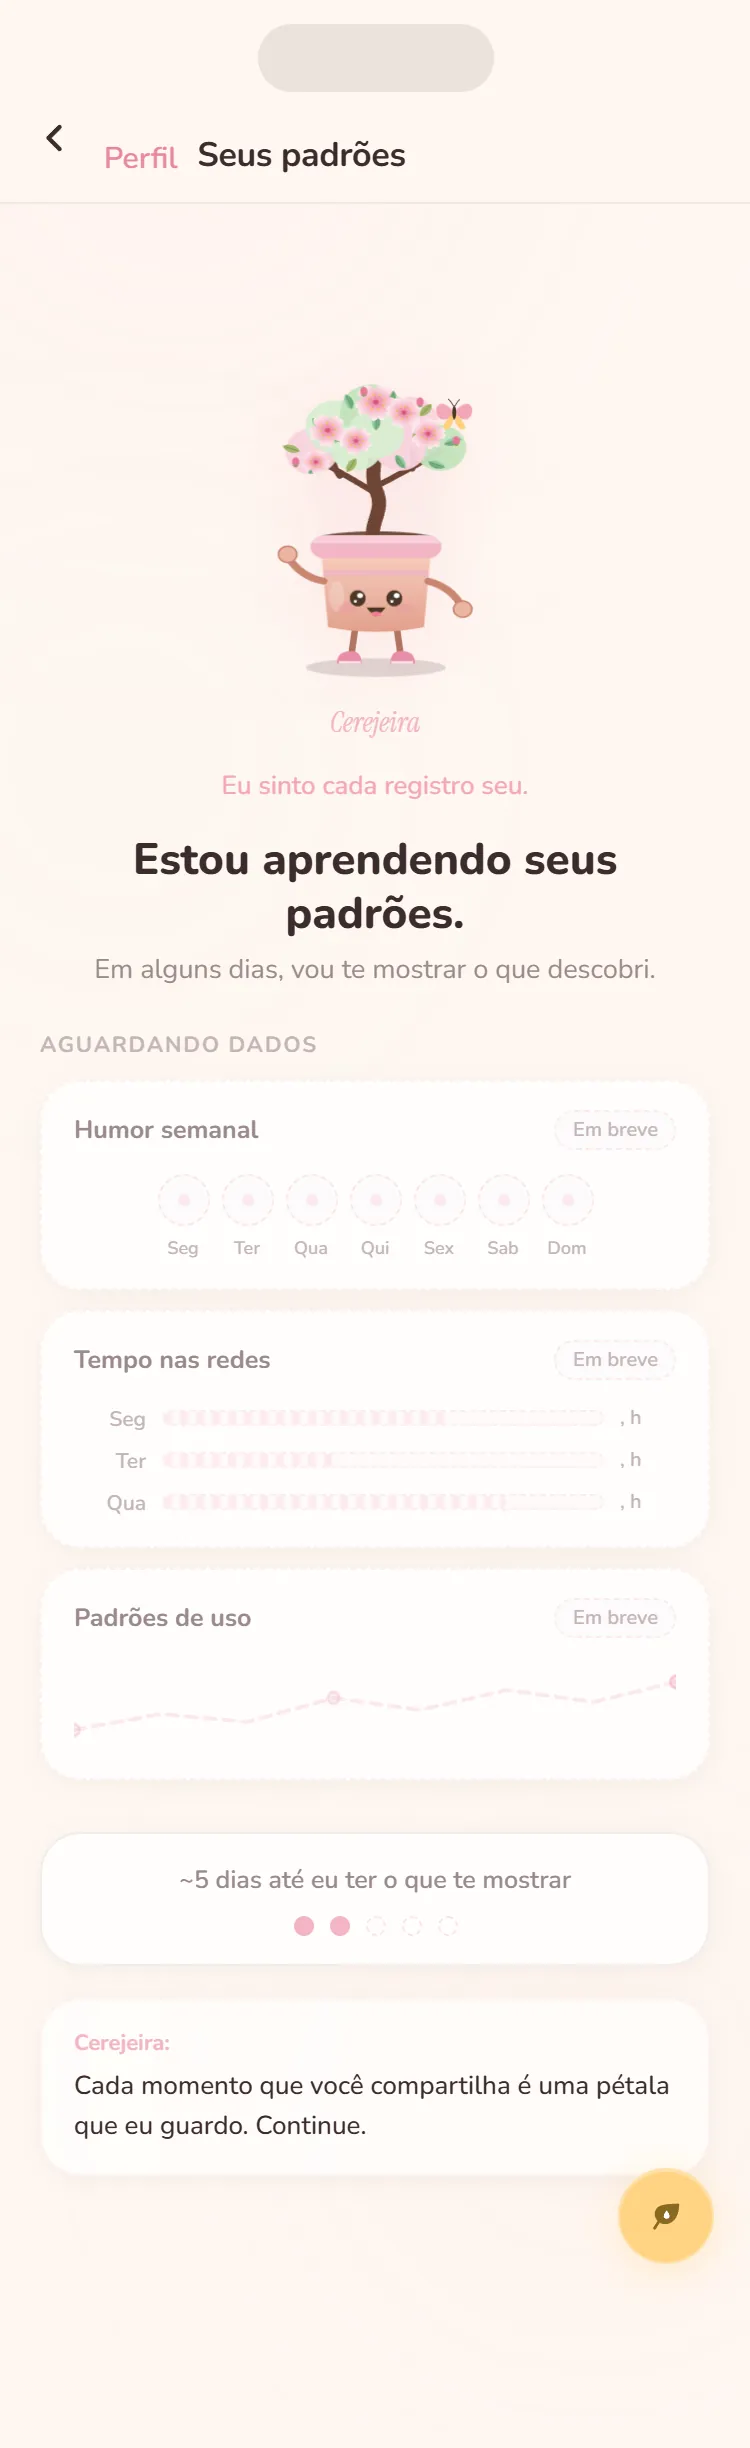 Perfil Seus padrões
Cerejeira
Eu sinto cada registro seu.
Estou aprendendo seus
padrões.
Em alguns dias, vou te mostrar o que descobri.
AGUARDANDO DADOS
Humor semanal Em breve
Seg Ter Qua Qui Sex Sab Dom
Tempo nas redes Em breve
Seg , h
Ter , h
Qua , h
Padrões de uso Em breve
~5 dias até eu ter o que te mostrar
Cerejeira:
Cada momento que você compartilha é uma pétala
que eu guardo. Continue.